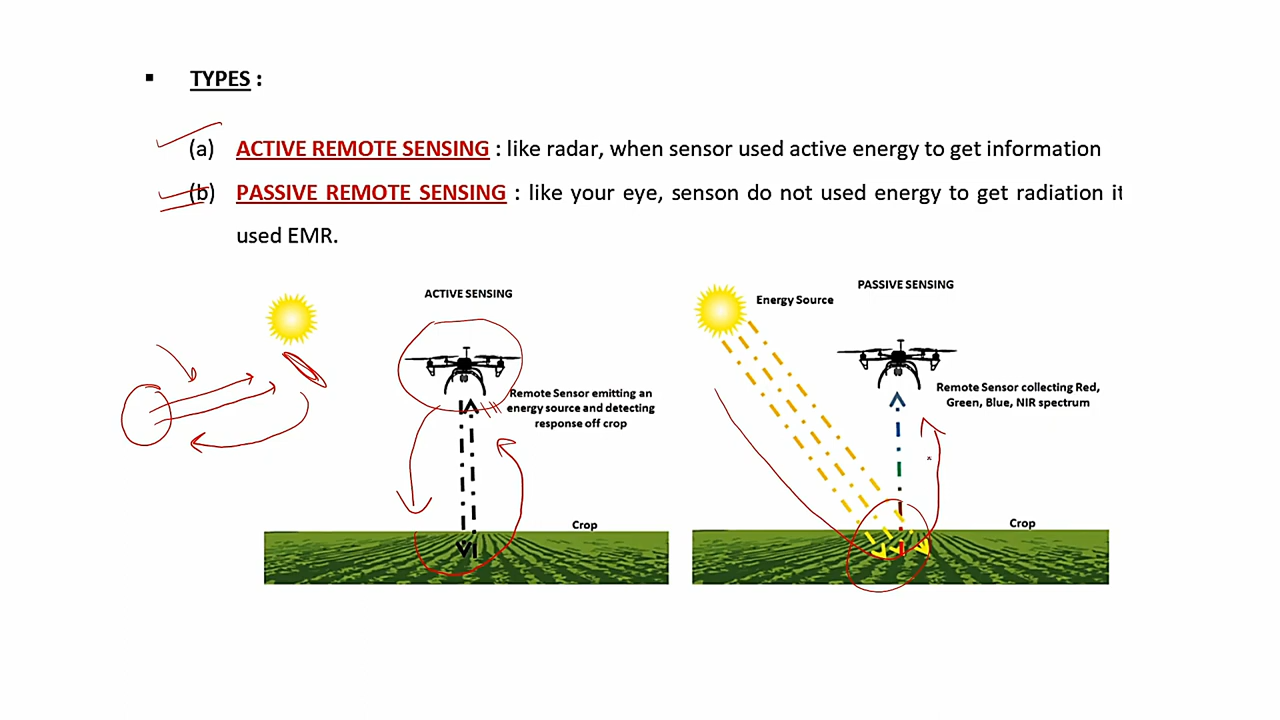 ▪ TYPES :
(a) ACTIVE REMOTE SENSING : like radar, when sensor used active energy to get information
(b) PASSIVE REMOTE SENSING : like your eye, senson do not used energy to get radiation it
used EMR.
ACTIVE SENSING
Remote Sensor emitting an
energy source and detecting
response off crop
Crop
Energy Source
PASSIVE SENSING
Remote Sensor collecting Red,
Green, Blue, NIR spectrum
Crop